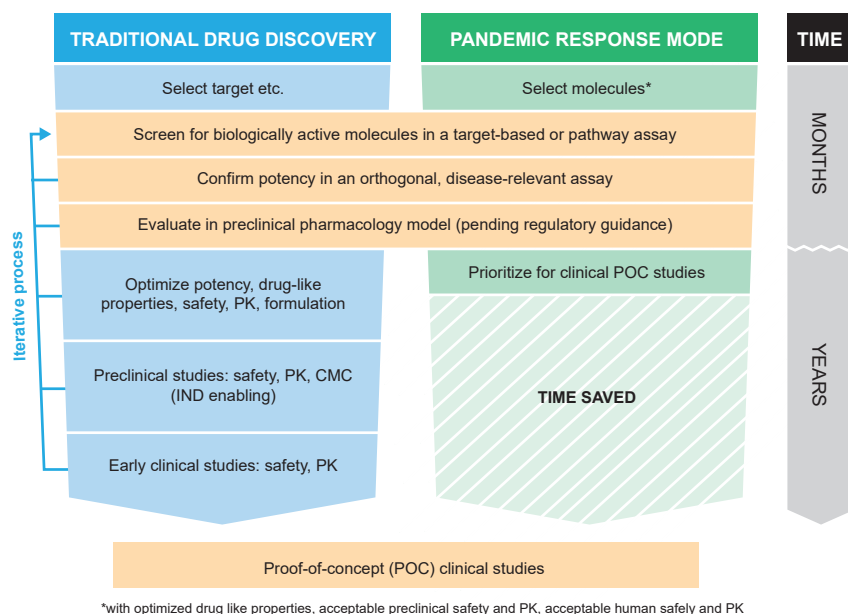 TRADITIONAL DRUG DISCOVERY
PANDEMIC RESPONSE MODE
TIME
Select target etc.
Select molecules*
Screen for biologically active molecules in a target-based or pathway assay
Confirm potency in an orthogonal, disease-relevant assay
Evaluate in preclinical pharmacology model (pending regulatory guidance)
MONTHS
Iterative process
Optimize potency, drug-like
properties, safety, PK, formulation
Prioritize for clinical POC studies
Preclinical studies: safety, PK, CMC
(IND enabling)
TIME SAVED
YEARS
Early clinical studies: safety, PK
Proof-of-concept (POC) clinical studies
*with optimized drug like properties, acceptable preclinical safety and PK, acceptable human safely and PK